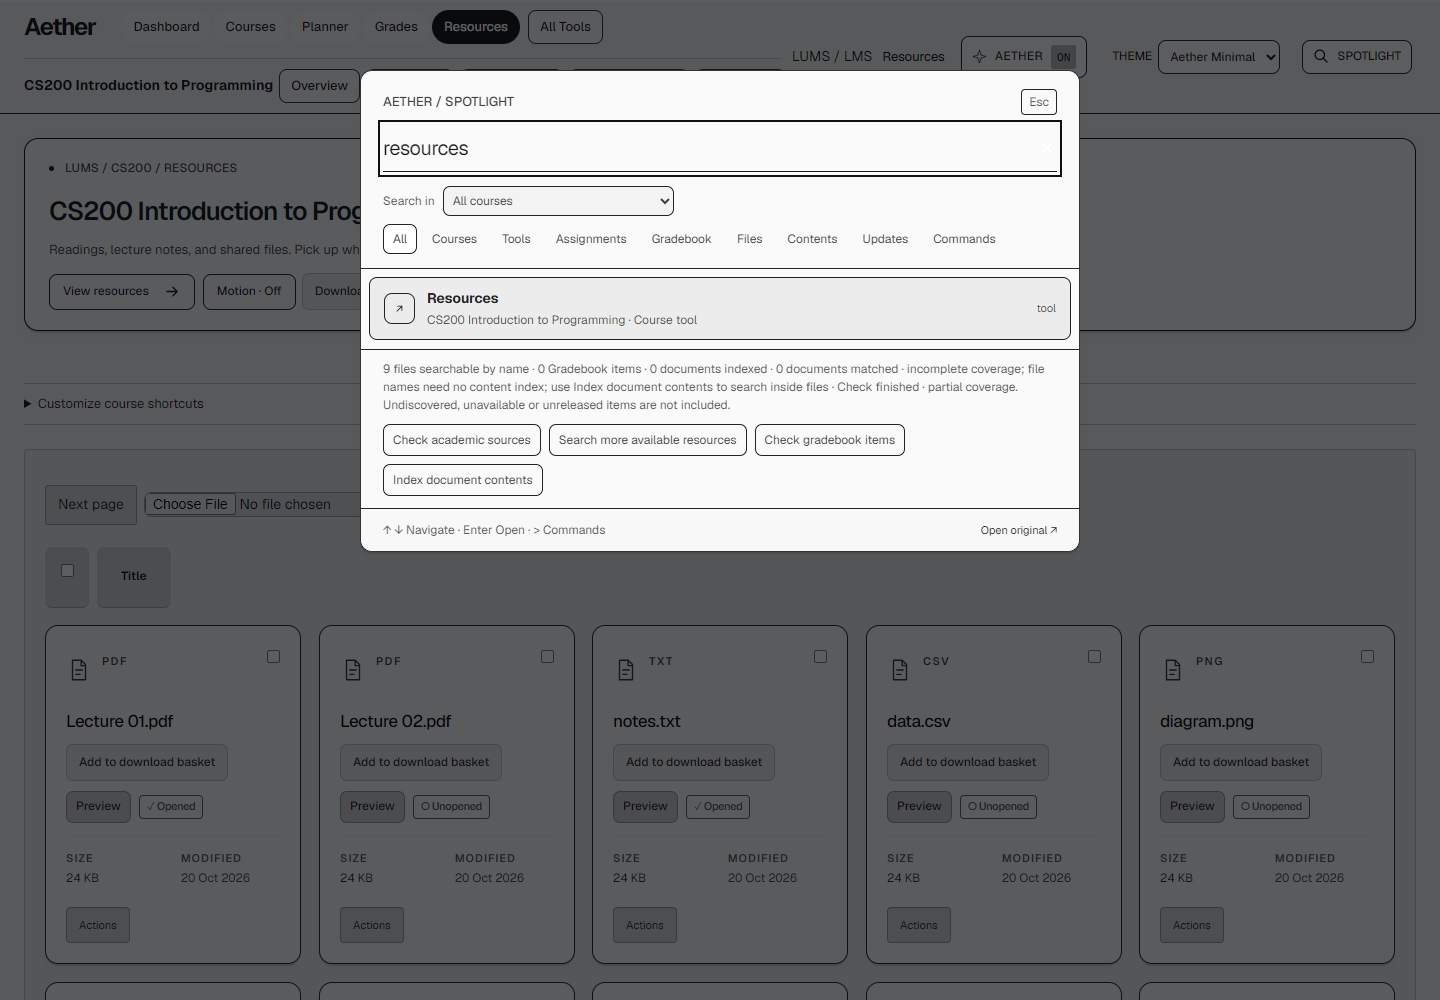 Aether
Dashboard
Courses
Planner
Grades
Resources
All Tools
LUMS / LMS Resources
AETHER ON
THEME
Aether Minimal
SPOTLIGHT
CS200 Introduction to Programming
Overview
AETHER / SPOTLIGHT
Esc
resources
Search in
All courses
All
Courses
Tools
Assignments
Gradebook
Files
Contents
Updates
Commands
Resources
CS200 Introduction to Programming · Course tool
tool
9 files searchable by name · 0 Gradebook items · 0 documents indexed · 0 documents matched · incomplete coverage; file
names need no content index; use Index document contents to search inside files · Check finished · partial coverage.
Undiscovered, unavailable or unreleased items are not included.
Check academic sources
Search more available resources
Check gradebook items
Index document contents
↑ ↓ Navigate · Enter Open · > Commands
Open original ↗
LUMS / CS200 / RESOURCES
CS200 Introduction to Prog
Readings, lecture notes, and shared files. Pick up wh
View resources →
Motion · Off
Downloa
Customize course shortcuts
Next page
Choose File No file chosen
Title
PDF
Lecture 01.pdf
Add to download basket
Preview
✓ Opened
SIZE
MODIFIED
24 KB
20 Oct 2026
Actions
PDF
Lecture 02.pdf
Add to download basket
Preview
Unopened
SIZE
MODIFIED
24 KB
20 Oct 2026
Actions
TXT
notes.txt
Add to download basket
Preview
✓ Opened
SIZE
MODIFIED
24 KB
20 Oct 2026
Actions
CSV
data.csv
Add to download basket
Preview
Unopened
SIZE
MODIFIED
24 KB
20 Oct 2026
Actions
PNG
diagram.png
Add to download basket
Preview
Unopened
SIZE
MODIFIED
24 KB
20 Oct 2026
Actions